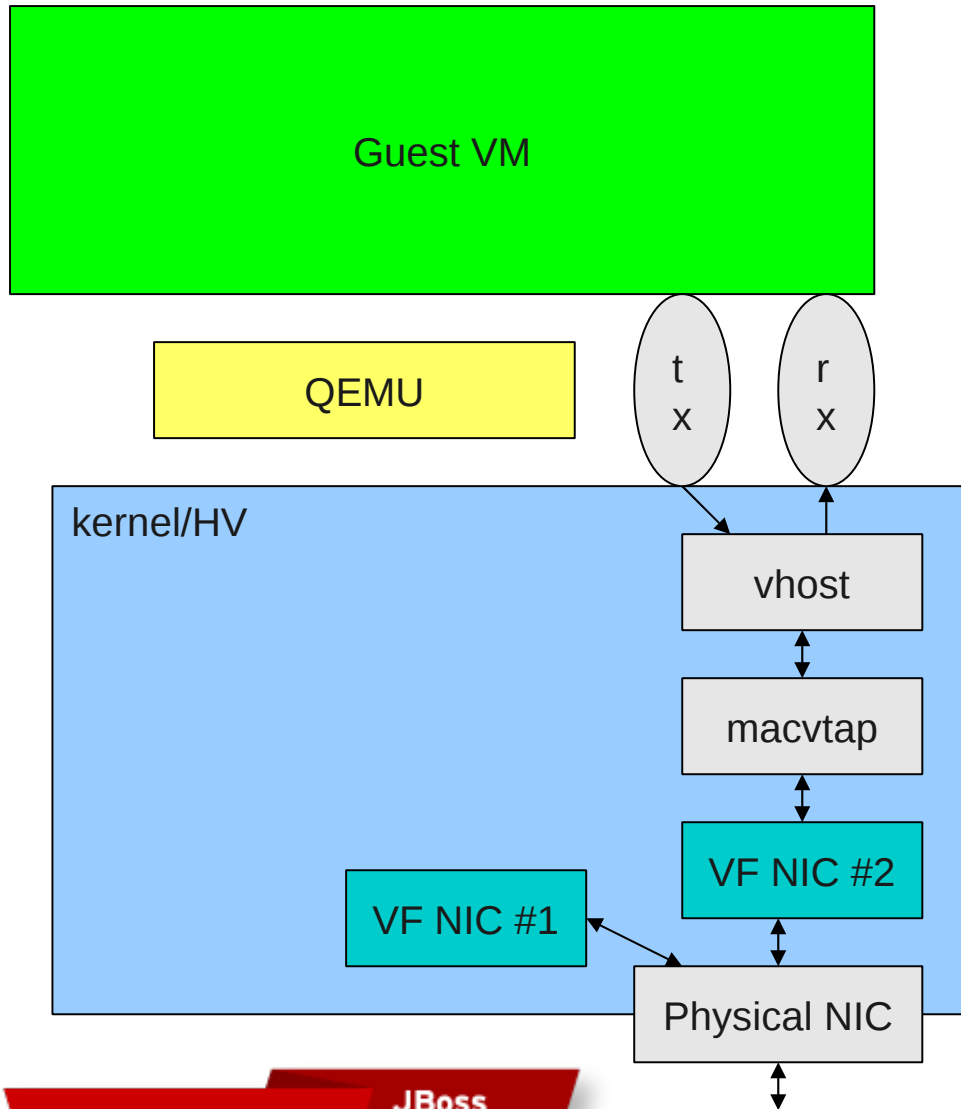 Guest VM
QEMU
t
x
r
x
kernel/HV
vhost
macvtap
VF NIC #2
VF NIC #1
Physical NIC
JBoss